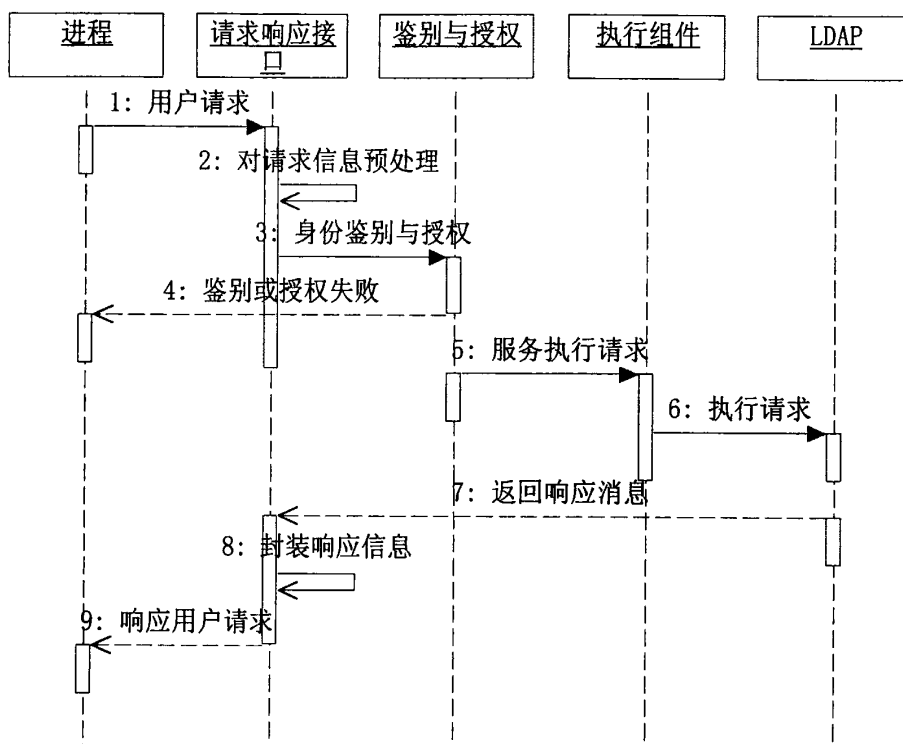 进程
请求响应接
口
鉴别与授权
执行组件
LDAP
1: 用户请求
2: 对请求信息预处理
3: 身份鉴别与授权
4: 鉴别或授权失败
5: 服务执行请求
6: 执行请求
7: 返回响应消息
8: 封装响应信息
9: 响应用户请求